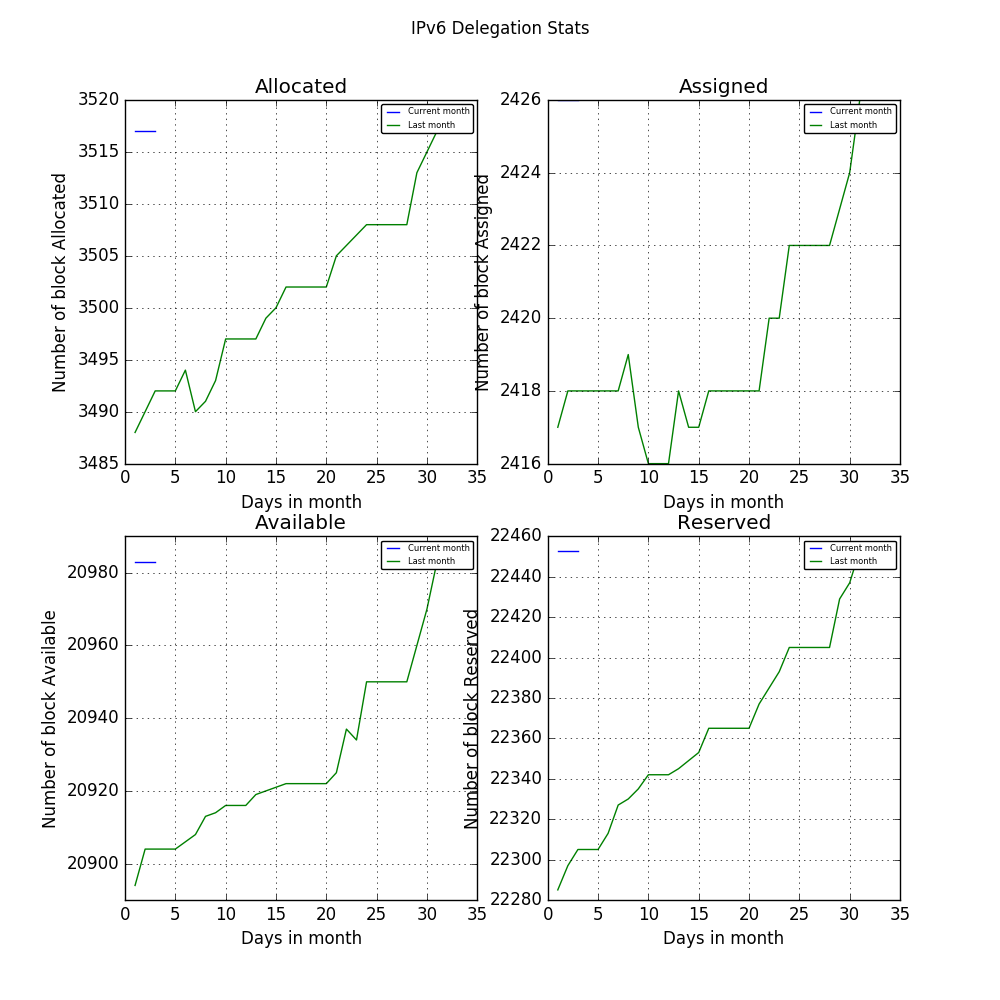 IPv6 Delegation Stats
Allocated
Number of block Allocated
3520
3515
3510
3505
3500
3495
3490
3485
Current month
Last month
0 5 10 15 20 25 30 35
Days in month
Assigned
Number of block Assigned
2426
2424
2422
2420
2418
2416
Current month
Last month
0 5 10 15 20 25 30 35
Days in month
Available
Number of block Available
20980
20960
20940
20920
20900
Current month
Last month
0 5 10 15 20 25 30 35
Days in month
Reserved
Number of block Reserved
22460
22440
22420
22400
22380
22360
22340
22320
22300
22280
Current month
Last month
0 5 10 15 20 25 30 35
Days in month